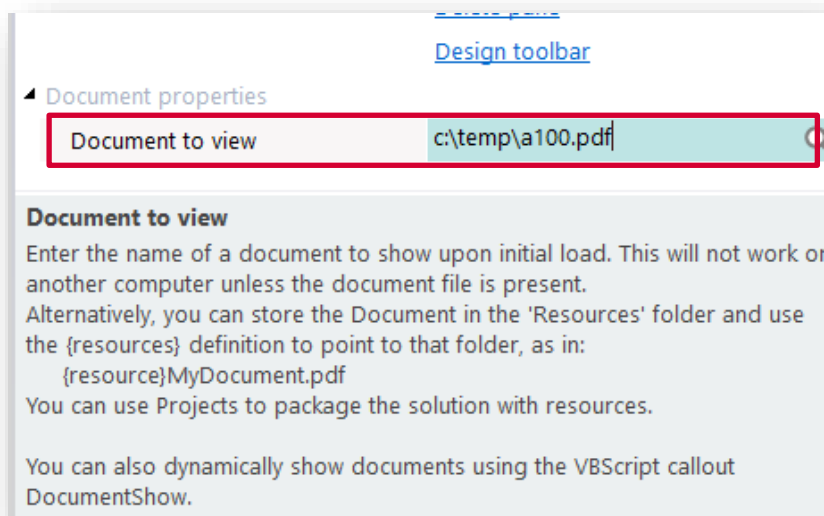 Design toolbar
Document properties
Document to view c:\temp\a100.pdf
Document to view
Enter the name of a document to show upon initial load. This will not work
another computer unless the document file is present.
Alternatively, you can store the Document in the 'Resources' folder and use
the {resources} definition to point to that folder, as in:
{resource}MyDocument.pdf
You can use Projects to package the solution with resources.
You can also dynamically show documents using the VBScript callout
DocumentShow.